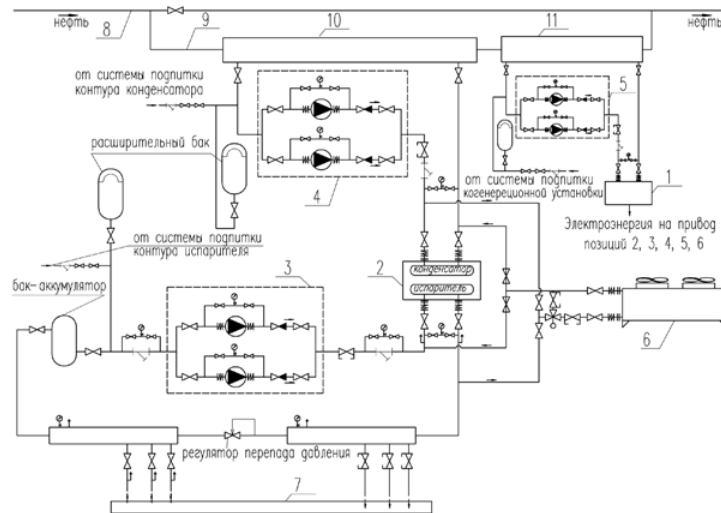 10
11
нефть
8
9
нефть
от системы подпитки
контура конденсатора
5
расширительный бак
4
от системы подпитки
когенерационной установки
1
Электроэнергия на привод
позиций 2, 3, 4, 5, 6
от системы подпитки
контура испарителя
бак-аккумулятор
3
2
конденсатор
испаритель
6
регулятор перепада давления
7